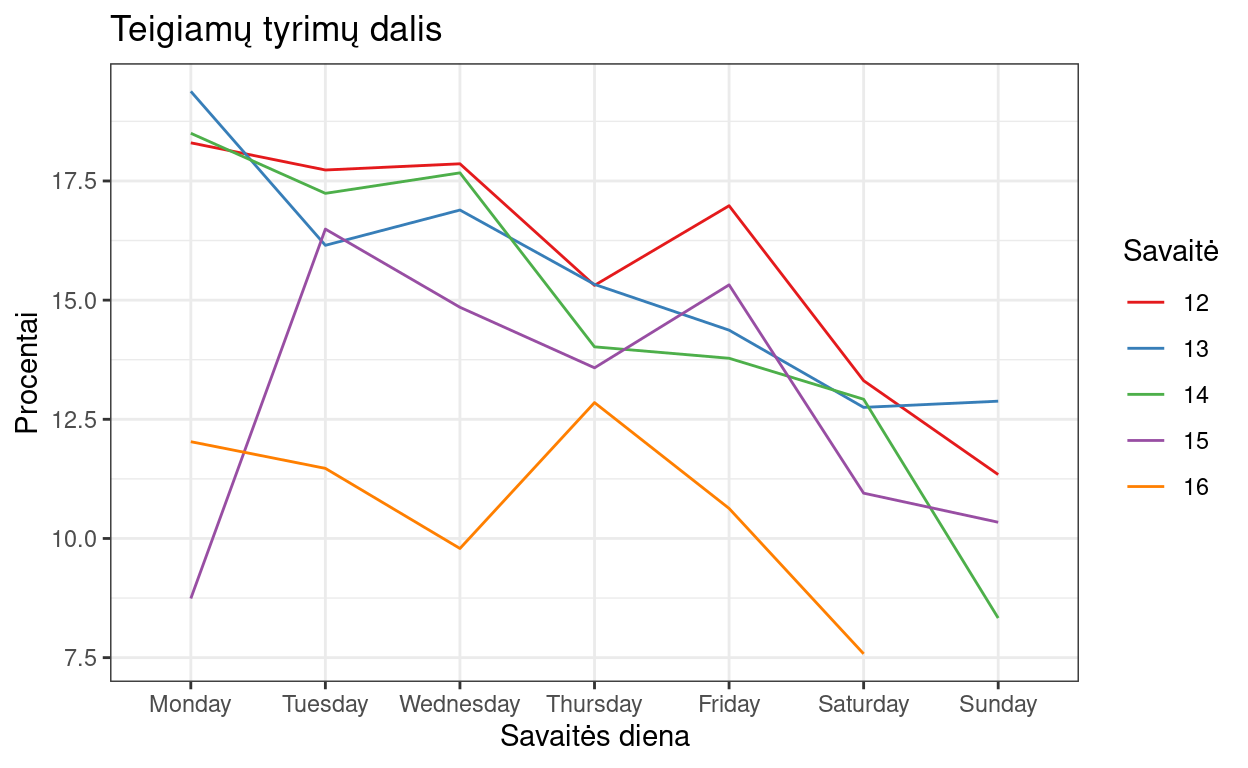 Teigiamų tyrimų dalis
Procentai
17.5
15.0
12.5
10.0
7.5
Monday Tuesday Wednesday Thursday Friday Saturday Sunday
Savaitės diena
Savaitė
12
13
14
15
16